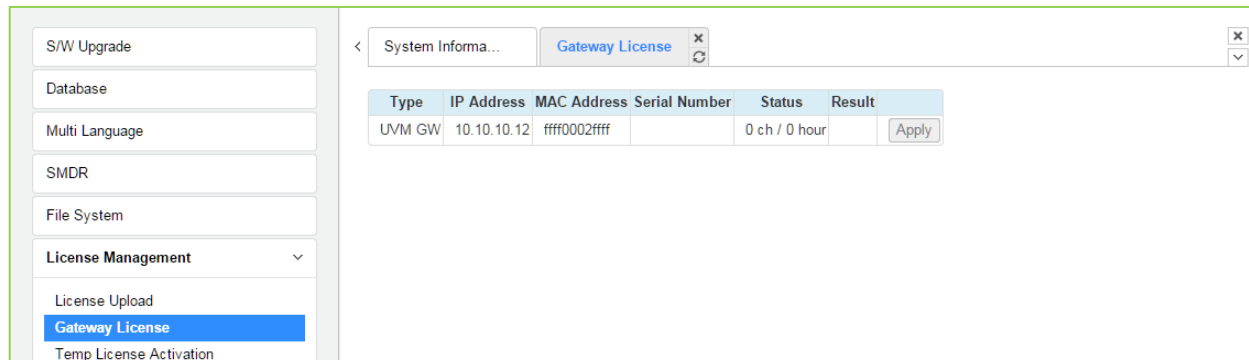 S/W Upgrade
Database
Multi Language
SMDR
File System
License Management
License Upload
Gateway License
Temp License Activation
System Informa...
Gateway License
Type IP Address MAC Address Serial Number Status Result
UVM GW 10.10.10.12 ffff0002ffff 0 ch / 0 hour Apply